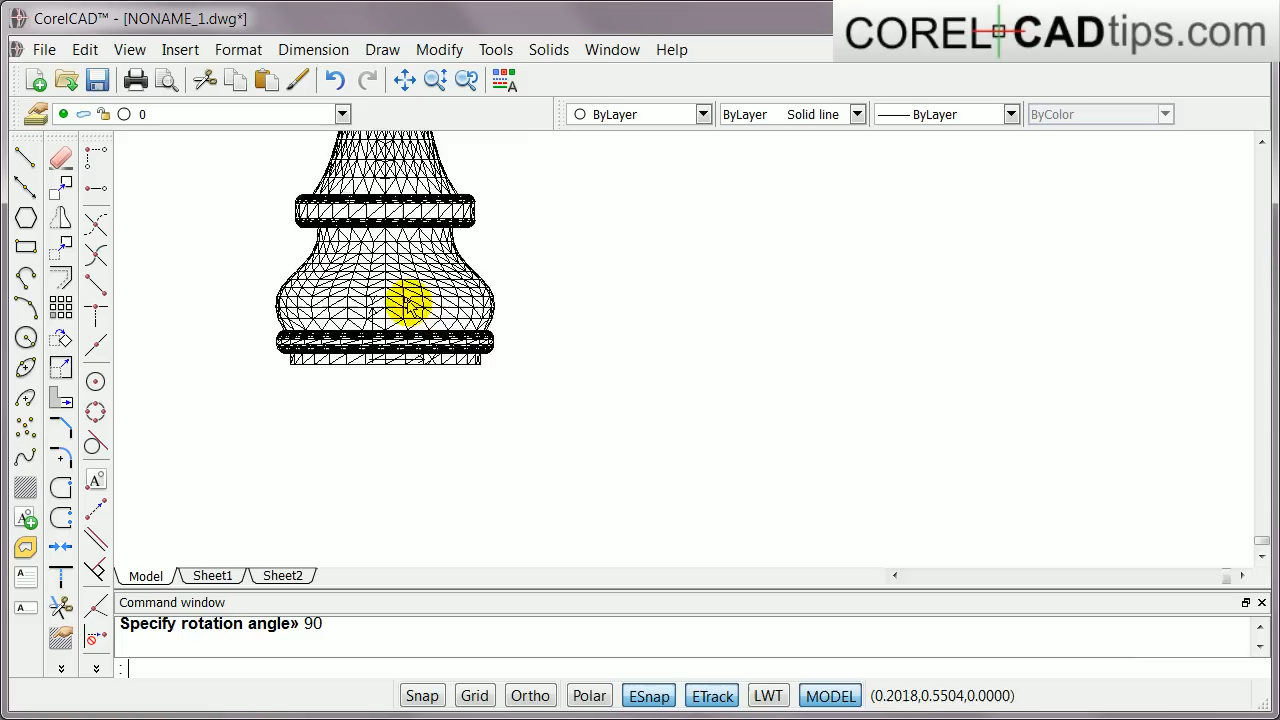 CorelCAD™ - [NONAME_1.dwg*]
COREL CADtips.com
File Edit View Insert Format Dimension Draw Modify Tools Solids Window Help
0 ByLayer ByLayer Solid line ByLayer ByColor
Model Sheet1 Sheet2
Command window
Specify rotation angle» 90
:
Snap Grid Ortho Polar ESnap ETrack LWT MODEL (0.2018,0.5504,0.0000)